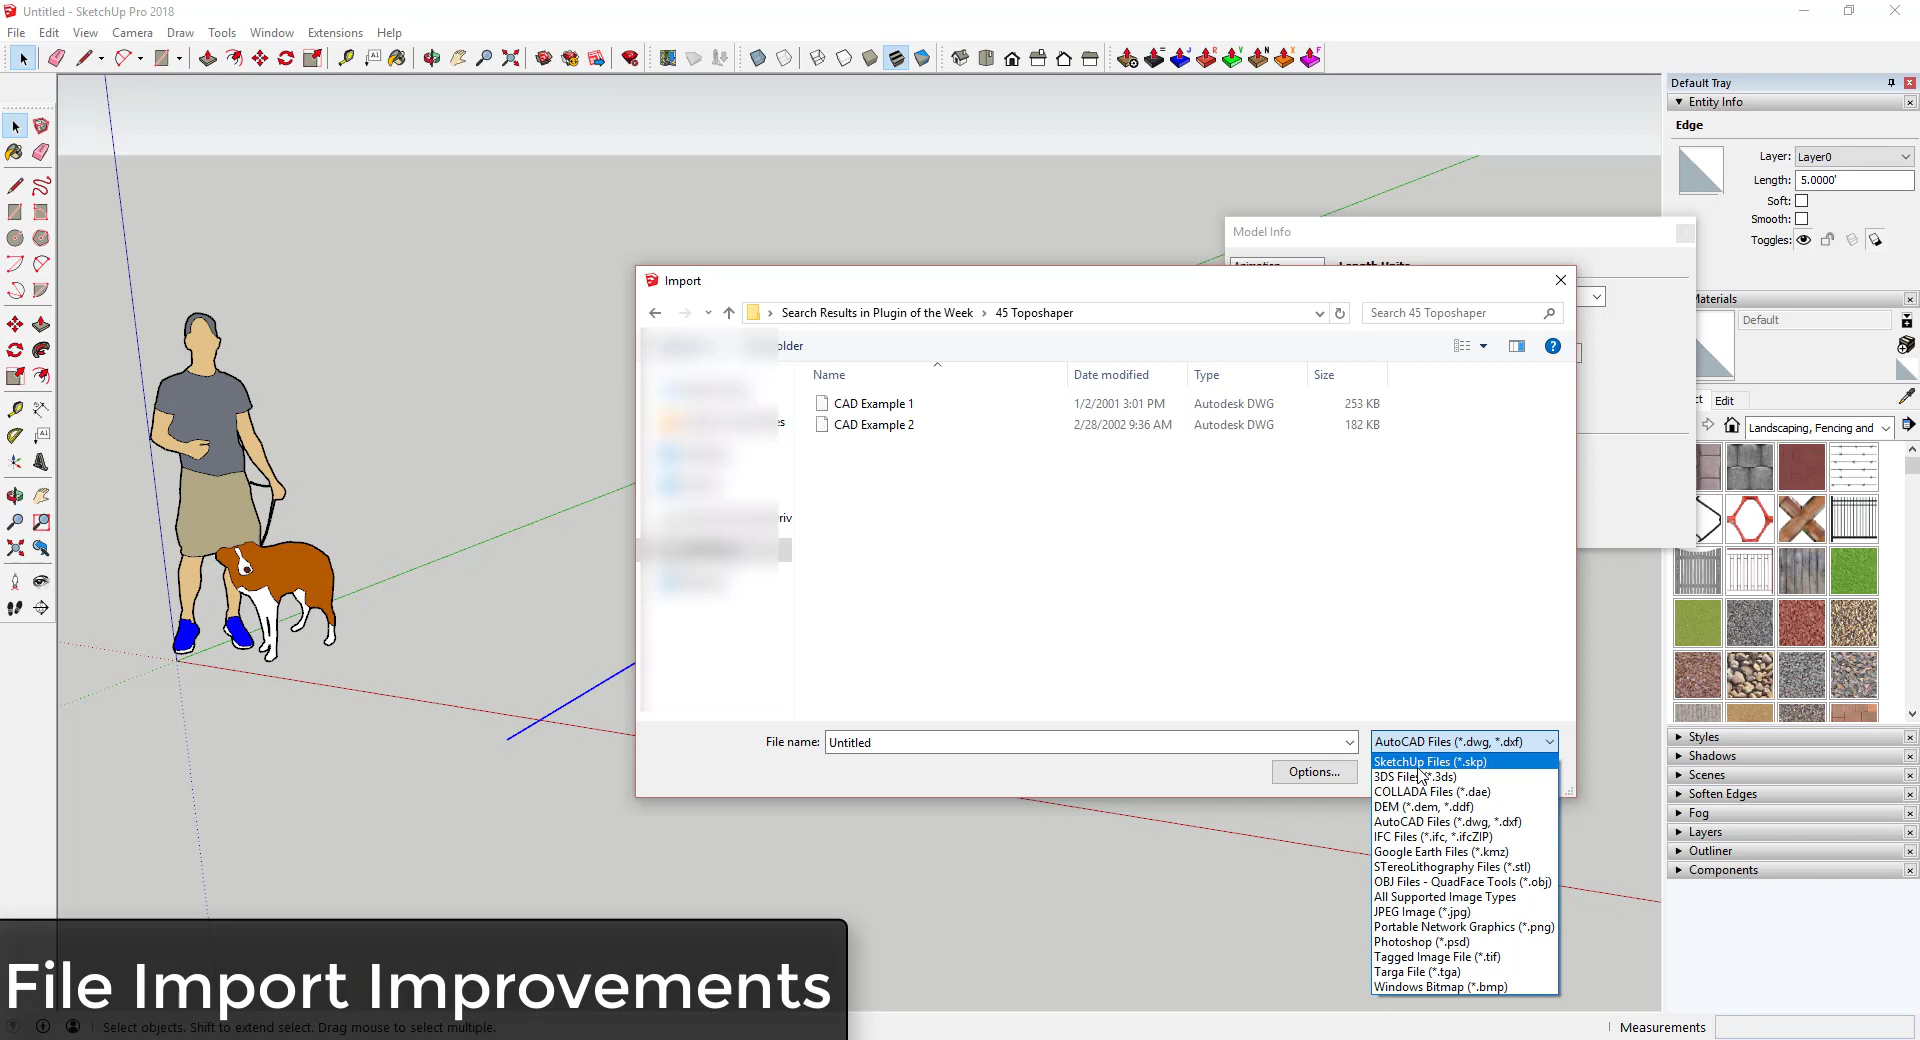 Untitled - SketchUp Pro 2018
File Edit View Camera Draw Tools Window Extensions Help
Default Tray
Entity Info
Edge
Layer: Layer0
Length: 5.0000'
Soft:
Smooth:
Toggles:
Model Info
Import
Search Results in Plugin of the Week › 45 Toposhaper
Search 45 Toposhaper
older
Name Date modified Type Size
CAD Example 1 1/2/2001 3:01 PM Autodesk DWG 253 KB
CAD Example 2 2/28/2002 9:36 AM Autodesk DWG 182 KB
es
riv
File name: Untitled
AutoCAD Files (*.dwg, *.dxf)
Options...
SketchUp Files (*.skp)
3DS Files (*.3ds)
COLLADA Files (*.dae)
DEM (*.dem, *.ddf)
AutoCAD Files (*.dwg, *.dxf)
IFC Files (*.ifc, *.ifcZIP)
Google Earth Files (*.kmz)
STereoLithography Files (*.stl)
OBJ Files - QuadFace Tools (*.obj)
All Supported Image Types
JPEG Image (*.jpg)
Portable Network Graphics (*.png)
Photoshop (*.psd)
Tagged Image File (*.tif)
Targa File (*.tga)
Windows Bitmap (*.bmp)
Materials
Default
ct Edit
Landscaping, Fencing and
Styles
Shadows
Scenes
Soften Edges
Fog
Layers
Outliner
Components
File Import Improvements
Select objects. Shift to extend select. Drag mouse to select multiple.
Measurements